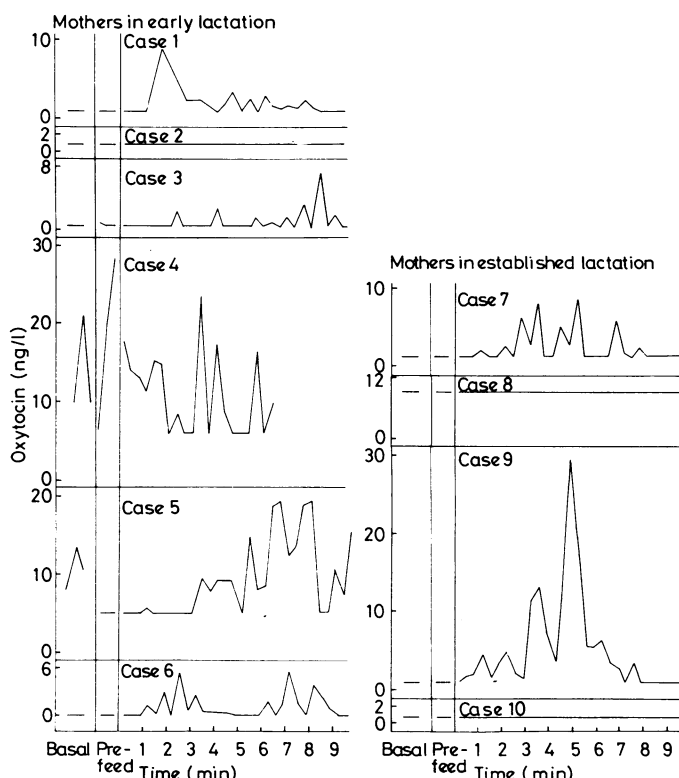 Mothers in early lactation
Case 1
10
0
Case 2
2
0
Case 3
8
0
Case 4
30
20
10
0
Oxytocin (ng/l)
Case 5
20
10
0
Case 6
6
0
Basal Pre-feed 1 2 3 4 5 6 7 8 9
Time (min)
Mothers in established lactation
Case 7
10
0
Case 8
12
0
Case 9
30
20
10
0
Case 10
2
0
Basal Pre-feed 1 2 3 4 5 6 7 8 9
Time (min)